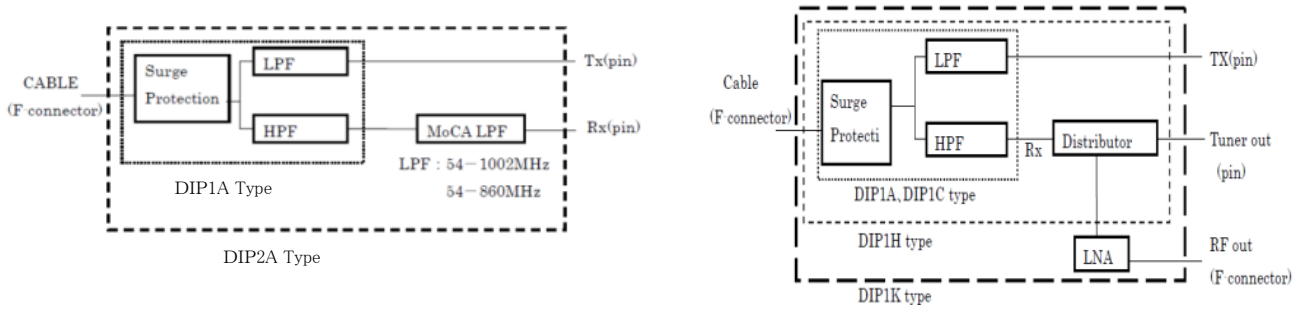 CABLE
(F-connector)
Surge
Protection
LPF
HPF
MoCA LPF
LPF : 54－1002MHz
54－860MHz
Tx(pin)
Rx(pin)
DIP1A Type
DIP2A Type
Cable
(F-connector)
Surge
Protecti
LPF
HPF
Rx
Distributor
TX(pin)
Tuner out
(pin)
DIP1A、DIP1C type
DIP1H type
LNA
RF out
(F-connector)
DIP1K type